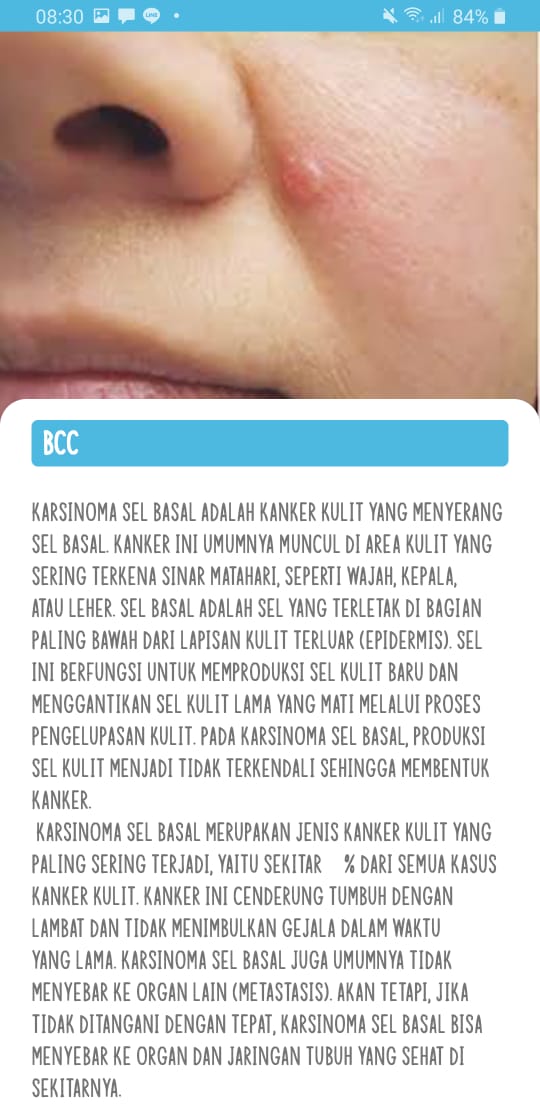 08:30 LINE • 84%
BCC
KARSINOMA SEL BASAL ADALAH KANKER KULIT YANG MENYERANG
SEL BASAL. KANKER INI UMUMNYA MUNCUL DI AREA KULIT YANG
SERING TERKENA SINAR MATAHARI, SEPERTI WAJAH, KEPALA,
ATAU LEHER. SEL BASAL ADALAH SEL YANG TERLETAK DI BAGIAN
PALING BAWAH DARI LAPISAN KULIT TERLUAR (EPIDERMIS). SEL
INI BERFUNGSI UNTUK MEMPRODUKSI SEL KULIT BARU DAN
MENGGANTIKAN SEL KULIT LAMA YANG MATI MELALUI PROSES
PENGELUPASAN KULIT. PADA KARSINOMA SEL BASAL, PRODUKSI
SEL KULIT MENJADI TIDAK TERKENDALI SEHINGGA MEMBENTUK
KANKER.
KARSINOMA SEL BASAL MERUPAKAN JENIS KANKER KULIT YANG
PALING SERING TERJADI, YAITU SEKITAR % DARI SEMUA KASUS
KANKER KULIT. KANKER INI CENDERUNG TUMBUH DENGAN
LAMBAT DAN TIDAK MENIMBULKAN GEJALA DALAM WAKTU
YANG LAMA. KARSINOMA SEL BASAL JUGA UMUMNYA TIDAK
MENYEBAR KE ORGAN LAIN (METASTASIS). AKAN TETAPI, JIKA
TIDAK DITANGANI DENGAN TEPAT, KARSINOMA SEL BASAL BISA
MENYEBAR KE ORGAN DAN JARINGAN TUBUH YANG SEHAT DI
SEKITARNYA.